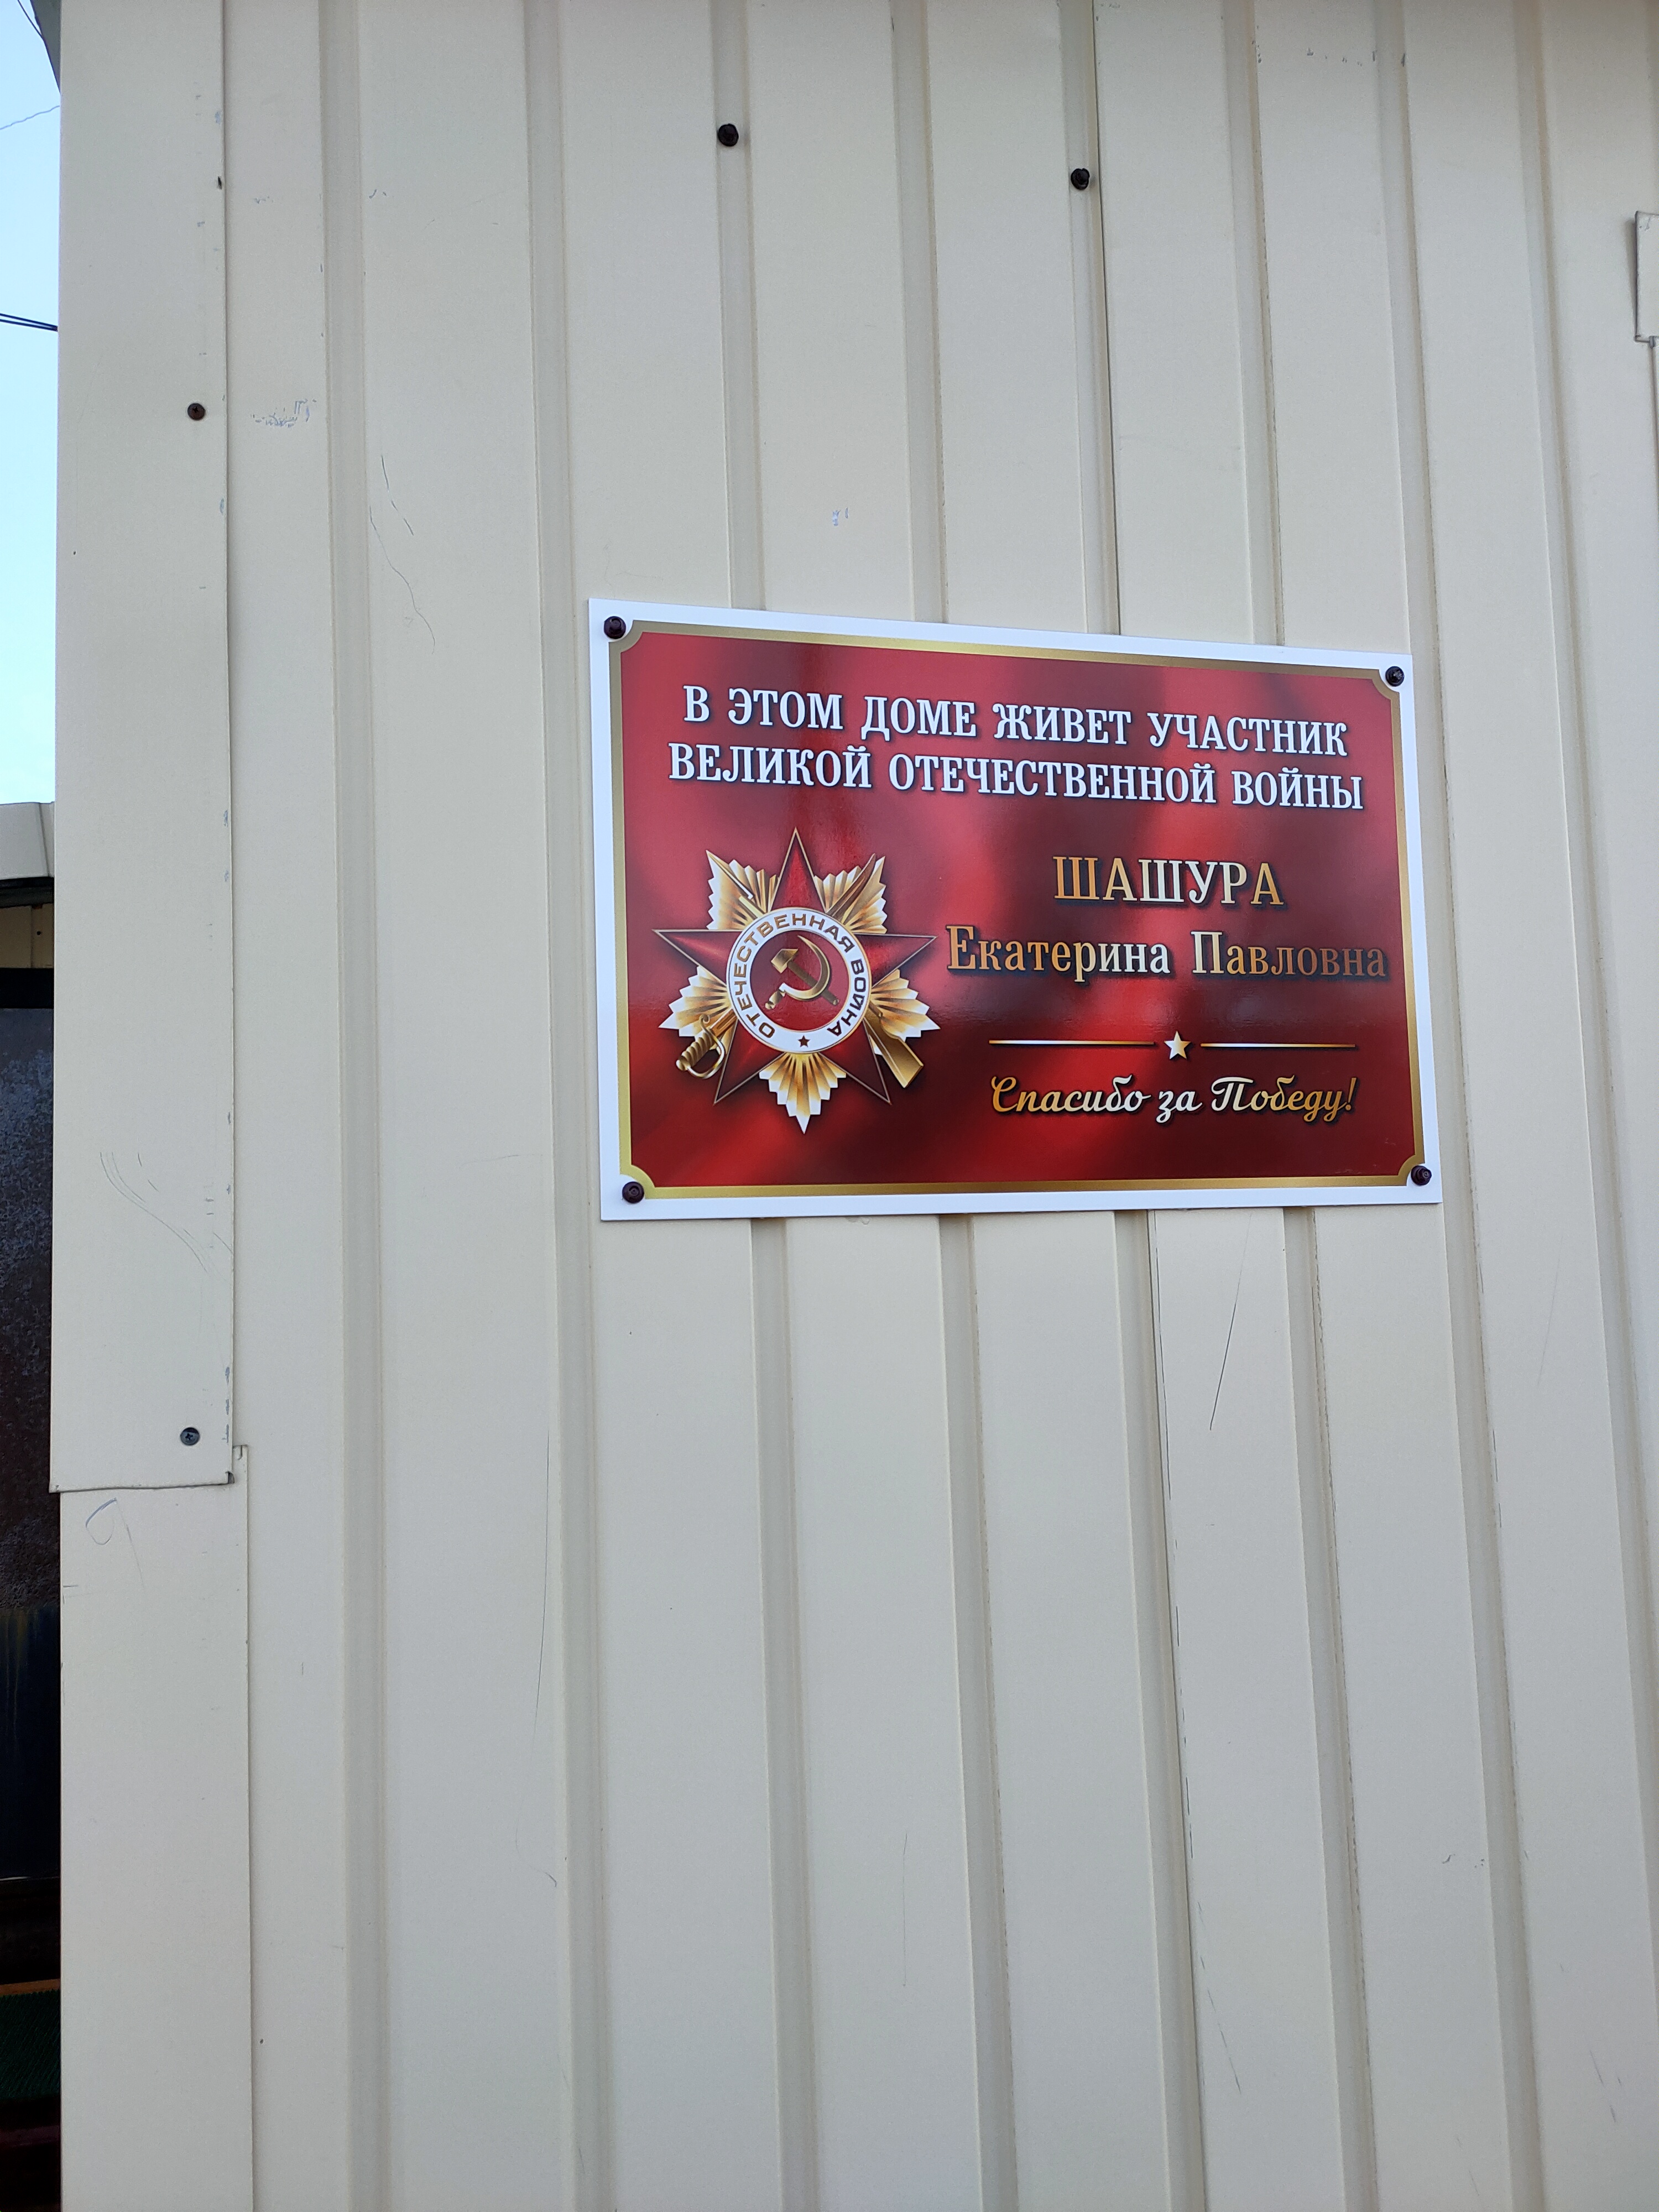 В ЭТОМ ДОМЕ ЖИВЕТ УЧАСТНИК
ВЕЛИКОЙ ОТЕЧЕСТВЕННОЙ ВОЙНЫ
ШАШУРА
Екатерина Павловна
ОТЕЧЕСТВЕННАЯ ВОЙНА
Спасибо за Победу!